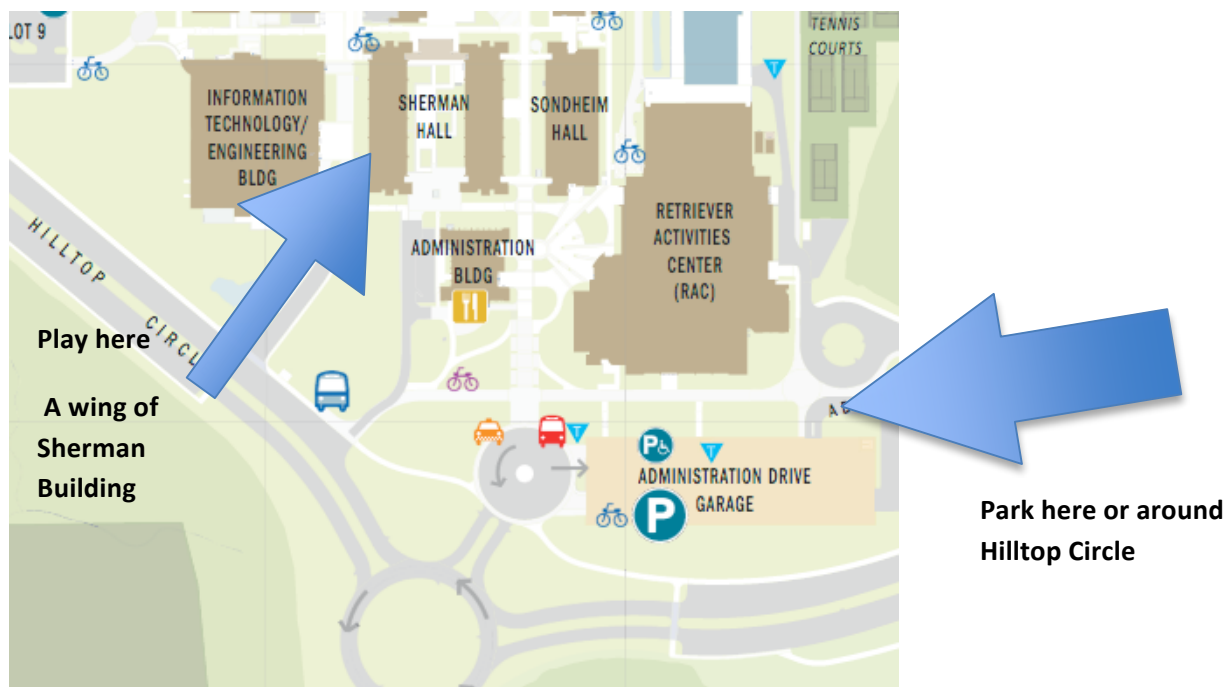 LOT 9
TENNIS
COURTS
INFORMATION
TECHNOLOGY/
ENGINEERING
BLDG
SHERMAN
HALL
SONDHEIM
HALL
RETRIEVER
ACTIVITIES
CENTER
(RAC)
ADMINISTRATION
BLDG
HILLTOP
CIRCL
Play here
A wing of
Sherman
Building
T
T
T
P
ADMINISTRATION DRIVE
GARAGE
P
Park here or around
Hilltop Circle